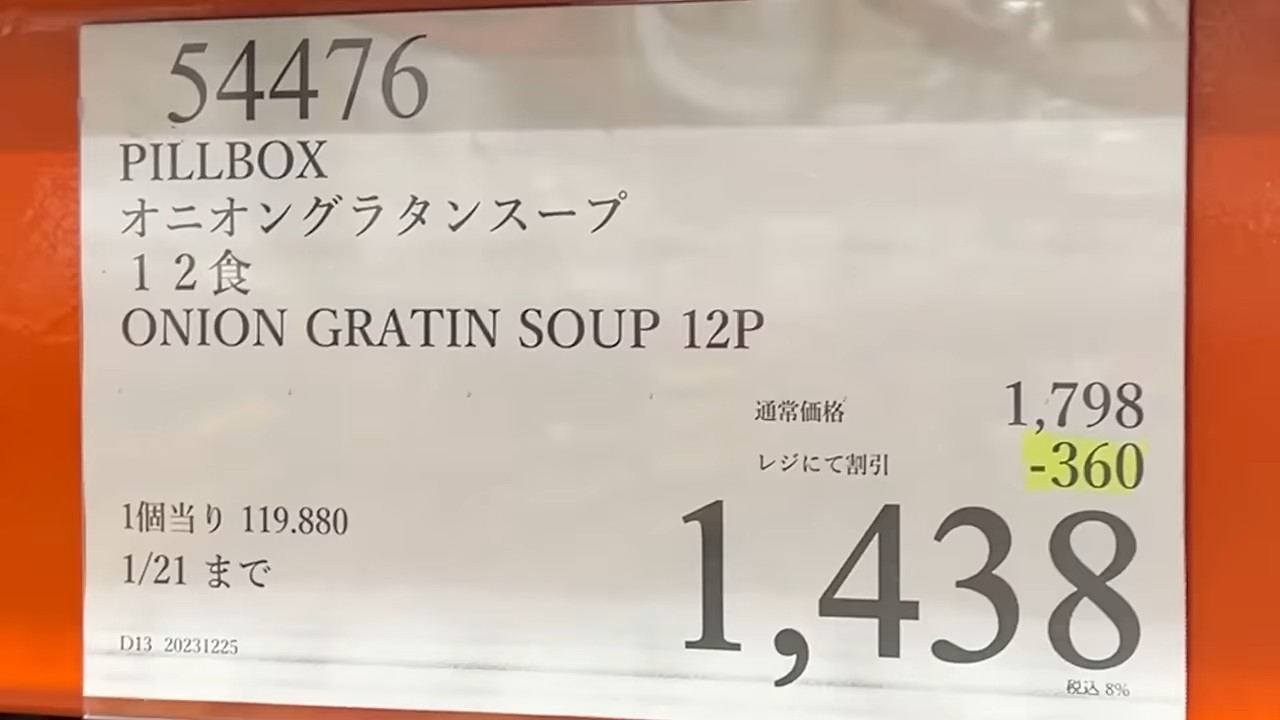 54476
PILLBOX
オニオングラタンスープ
１２食
ONION GRATIN SOUP 12P
通常価格 1,798
レジにて割引 -360
1個当り 119.880
1/21 まで
1,438
D13 20231225
税込 8%